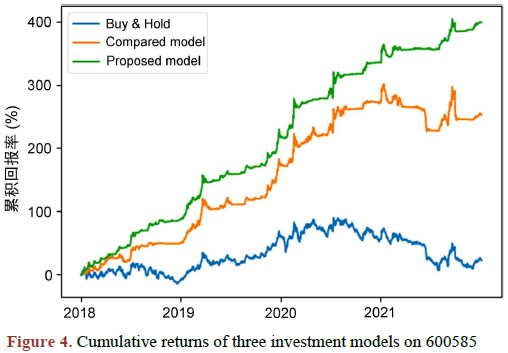 Buy & Hold
Compared model
Proposed model
400
300
200
100
0
累积回报率 (%)
2018
2019
2020
2021
Figure 4. Cumulative returns of three investment models on 600585